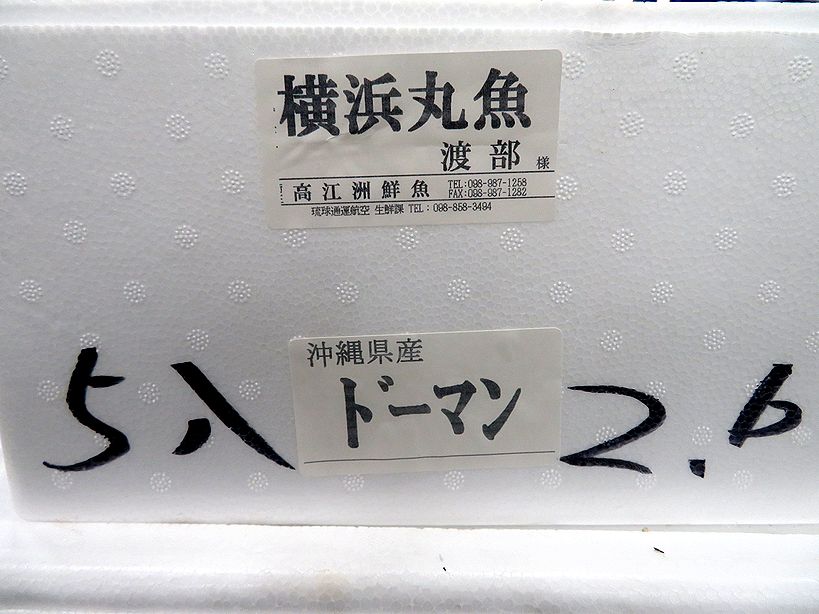 横浜丸魚
渡部 様
高江洲鮮魚 TEL:098-987-1258
FAX:098-987-1282
琉球通運航空 生鮮課 TEL:098-858-3494
沖縄県産
ドーマン
5入 2.6